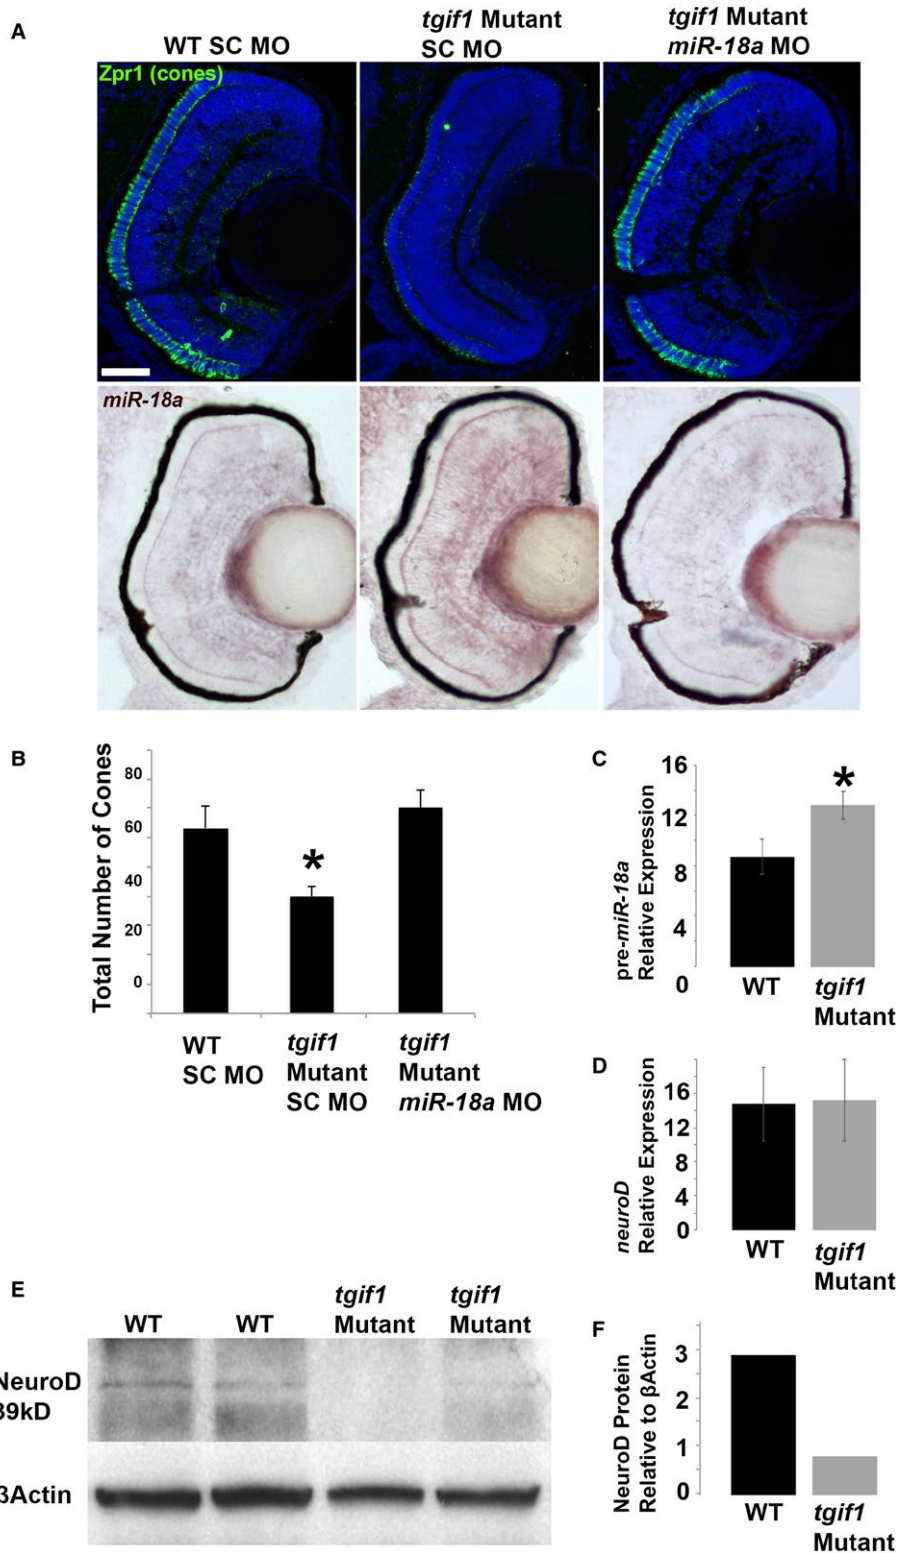 A
WT SC MO
tgif1 Mutant
SC MO
tgif1 Mutant
miR-18a MO
Zpr1 (cones)
miR-18a
B
Total Number of Cones
80
60
40
20
0
*
WT
SC MO
tgif1
Mutant
SC MO
tgif1
Mutant
miR-18a MO
C
pre-miR-18a
Relative Expression
16
12
8
4
0
*
WT
tgif1
Mutant
D
neuroD
Relative Expression
16
12
8
4
0
WT
tgif1
Mutant
E
WT
WT
tgif1
Mutant
tgif1
Mutant
NeuroD
39kD
βActin
F
NeuroD Protein
Relative to βActin
3
2
1
0
WT
tgif1
Mutant